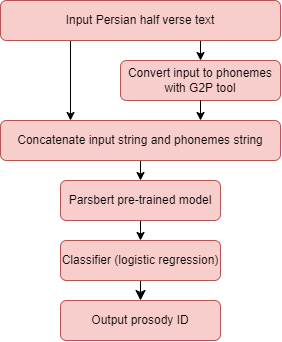 Input Persian half verse text
Convert input to phonemes
with G2P tool
Concatenate input string and phonemes string
Parsbert pre-trained model
Classifier (logistic regression)
Output prosody ID